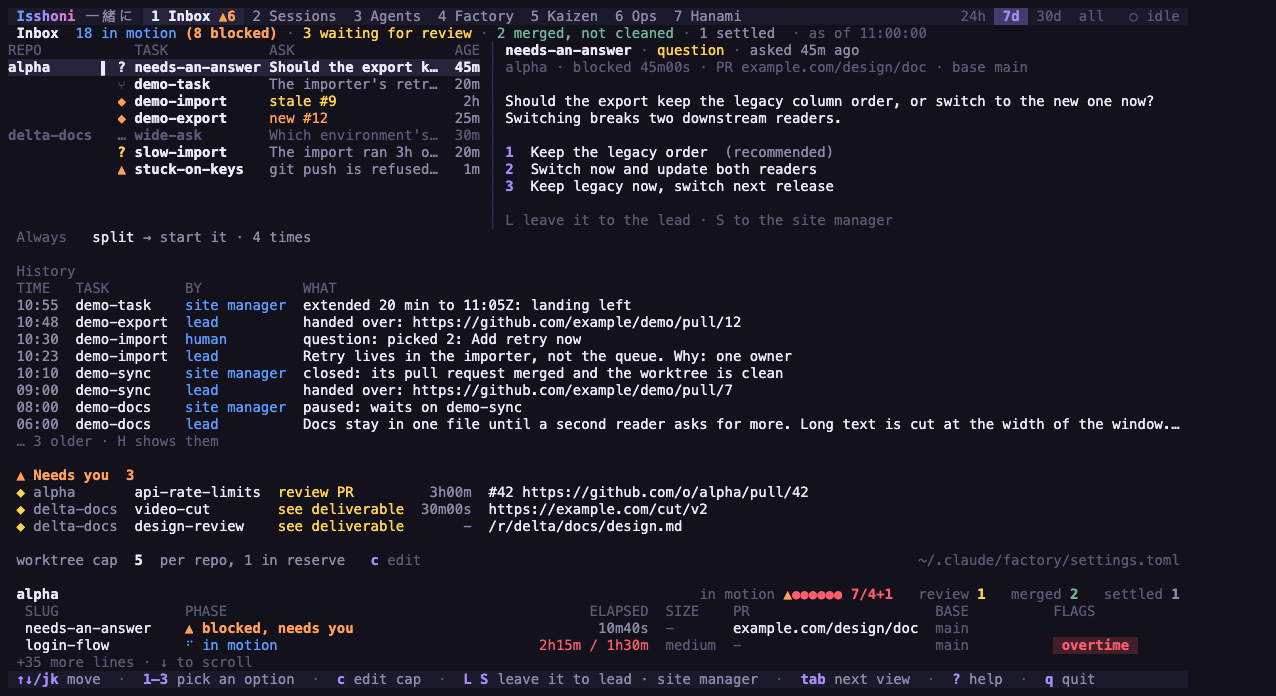 Isshoni 一緒に 1 Inbox ▲6 2 Sessions 3 Agents 4 Factory 5 Kaizen 6 Ops 7 Hanami 24h 7d 30d all ○ idle
Inbox 18 in motion (8 blocked) · 3 waiting for review · 2 merged, not cleaned · 1 settled · as of 11:00:00
REPO TASK ASK AGE
alpha ? needs-an-answer Should the export k… 45m
demo-task The importer's retr… 20m
◆ demo-import stale #9 2h
◆ demo-export new #12 25m
delta-docs … wide-ask Which environment's… 30m
? slow-import The import ran 3h o… 20m
▲ stuck-on-keys git push is refused… 1m
needs-an-answer · question · asked 45m ago
alpha · blocked 45m00s · PR example.com/design/doc · base main
Should the export keep the legacy column order, or switch to the new one now?
Switching breaks two downstream readers.
1 Keep the legacy order (recommended)
2 Switch now and update both readers
3 Keep legacy now, switch next release
L leave it to the lead · S to the site manager
Always split → start it · 4 times
History
TIME TASK BY WHAT
10:55 demo-task site manager extended 20 min to 11:05Z: landing left
10:48 demo-export lead handed over: https://github.com/example/demo/pull/12
10:30 demo-import human question: picked 2: Add retry now
10:23 demo-import lead Retry lives in the importer, not the queue. Why: one owner
10:10 demo-sync site manager closed: its pull request merged and the worktree is clean
09:00 demo-sync lead handed over: https://github.com/example/demo/pull/7
08:00 demo-docs site manager paused: waits on demo-sync
06:00 demo-docs lead Docs stay in one file until a second reader asks for more. Long text is cut at the width of the window.…
… 3 older · H shows them
▲ Needs you 3
◆ alpha api-rate-limits review PR 3h00m #42 https://github.com/o/alpha/pull/42
◆ delta-docs video-cut see deliverable 30m00s https://example.com/cut/v2
◆ delta-docs design-review see deliverable – /r/delta/docs/design.md
worktree cap 5 per repo, 1 in reserve c edit ~/.claude/factory/settings.toml
alpha in motion ▲●●●●●● 7/4+1 review 1 merged 2 settled 1
SLUG PHASE ELAPSED SIZE PR BASE FLAGS
needs-an-answer ▲ blocked, needs you 10m40s – example.com/design/doc main
login-flow in motion 2h15m / 1h30m medium – main overtime
+35 more lines · ↓ to scroll
↑↓/jk move · 1–3 pick an option · c edit cap · L S leave it to lead · site manager · tab next view · ? help · q quit